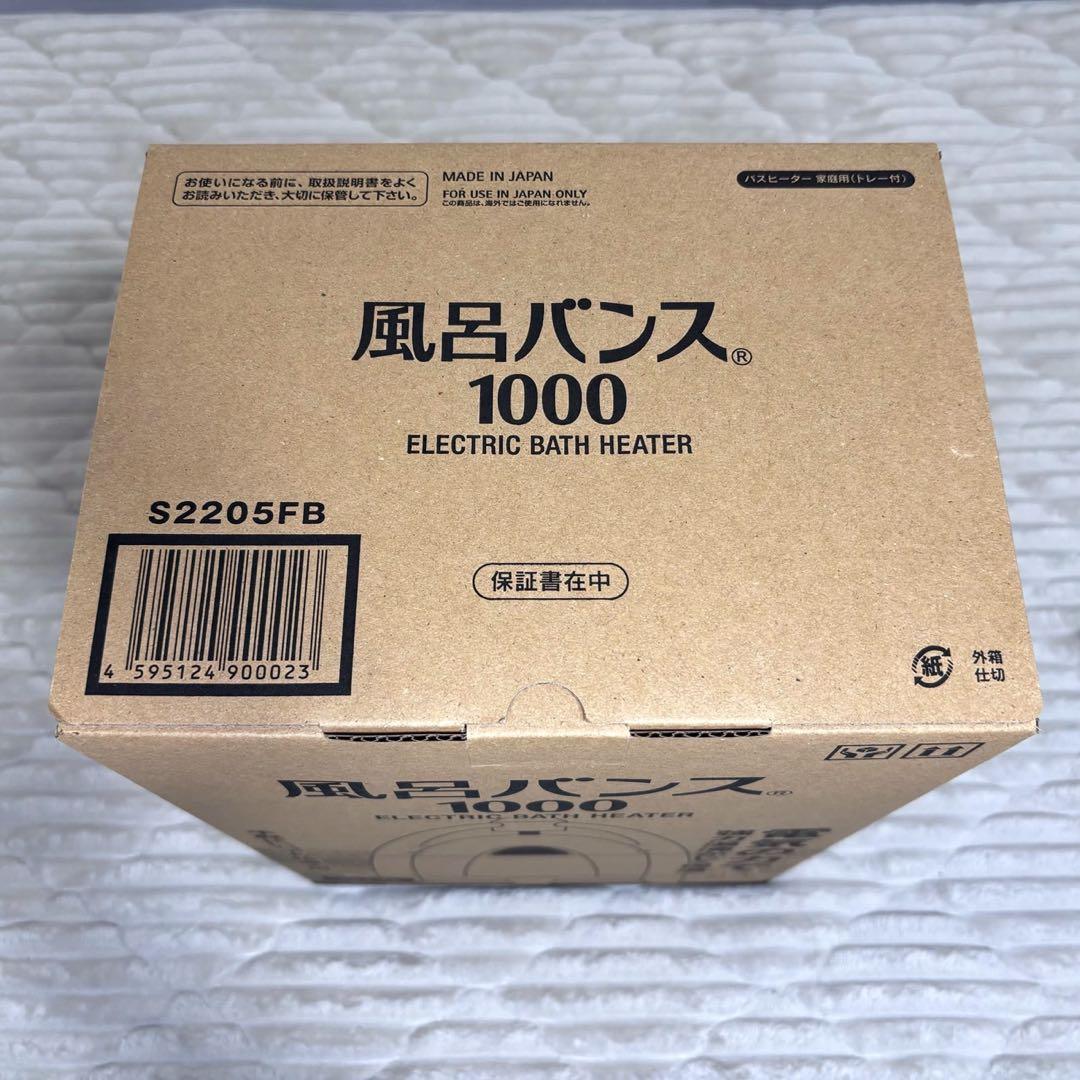 お使いになる前に、取扱説明書をよく
お読みいただき、大切に保管して下さい。
MADE IN JAPAN
FOR USE IN JAPAN ONLY
この商品は、海外ではご使用になれません。
バスヒーター 家庭用(トレー付)
風呂バンス®
1000
ELECTRIC BATH HEATER
S2205FB
4 595124 900023
保証書在中
紙
外箱
仕切
風呂バンス®
1000
ELECTRIC BATH HEATER